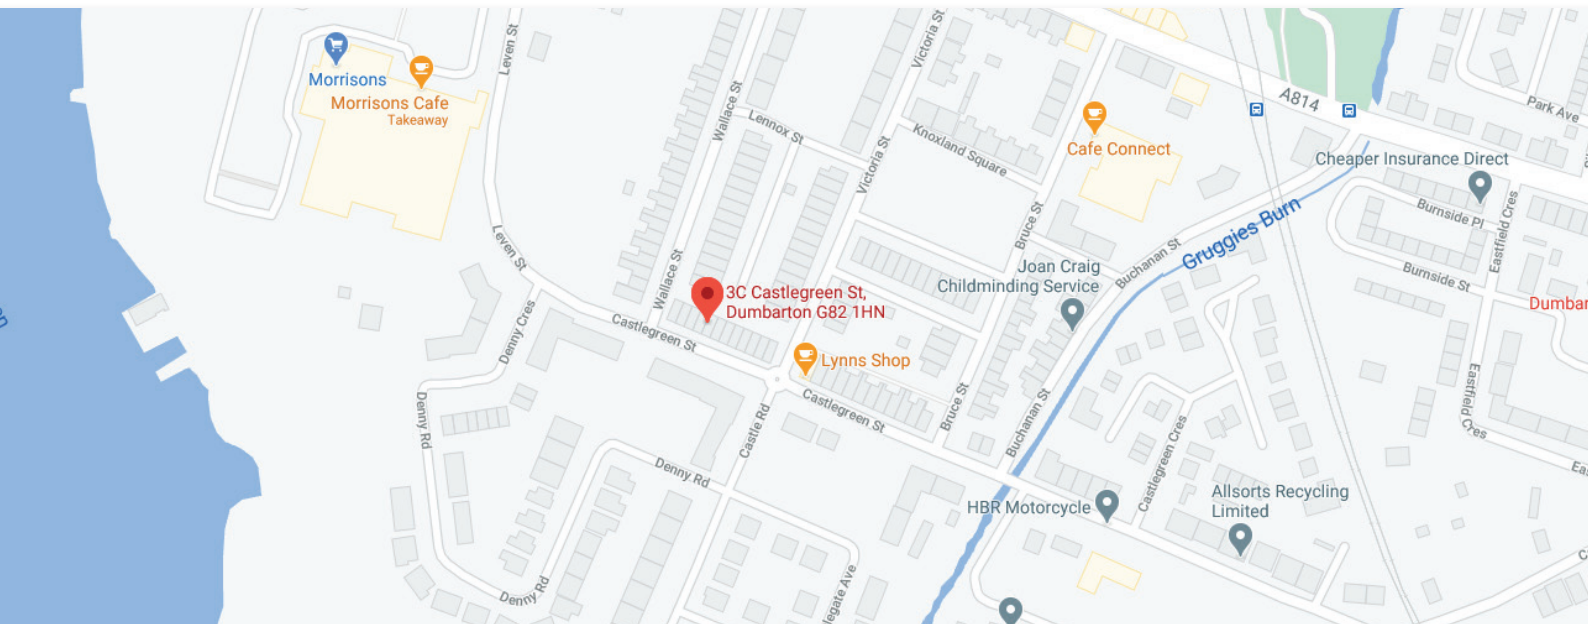 Morrisons
Morrisons Cafe
Takeaway
Leven St
Leven St
Wallace St
Wallace St
Lennox St
Victoria St
Victoria St
Knoxland Square
Cafe Connect
A814
Park Ave
Cheaper Insurance Direct
Burnside Pl
Eastfield Cres
Burnside St
Dumbar
Gruggies Burn
Bruce St
Buchanan St
Joan Craig
Childminding Service
3C Castlegreen St,
Dumbarton G82 1HN
Castlegreen St
Denny Cres
Lynns Shop
Castlegreen St
Bruce St
Buchanan St
Eastfield Cres
Denny Rd
Castle Rd
Denny Rd
Castlegreen Cres
HBR Motorcycle
Allsorts Recycling
Limited
Denny Rd
legate Ave
Eas
en